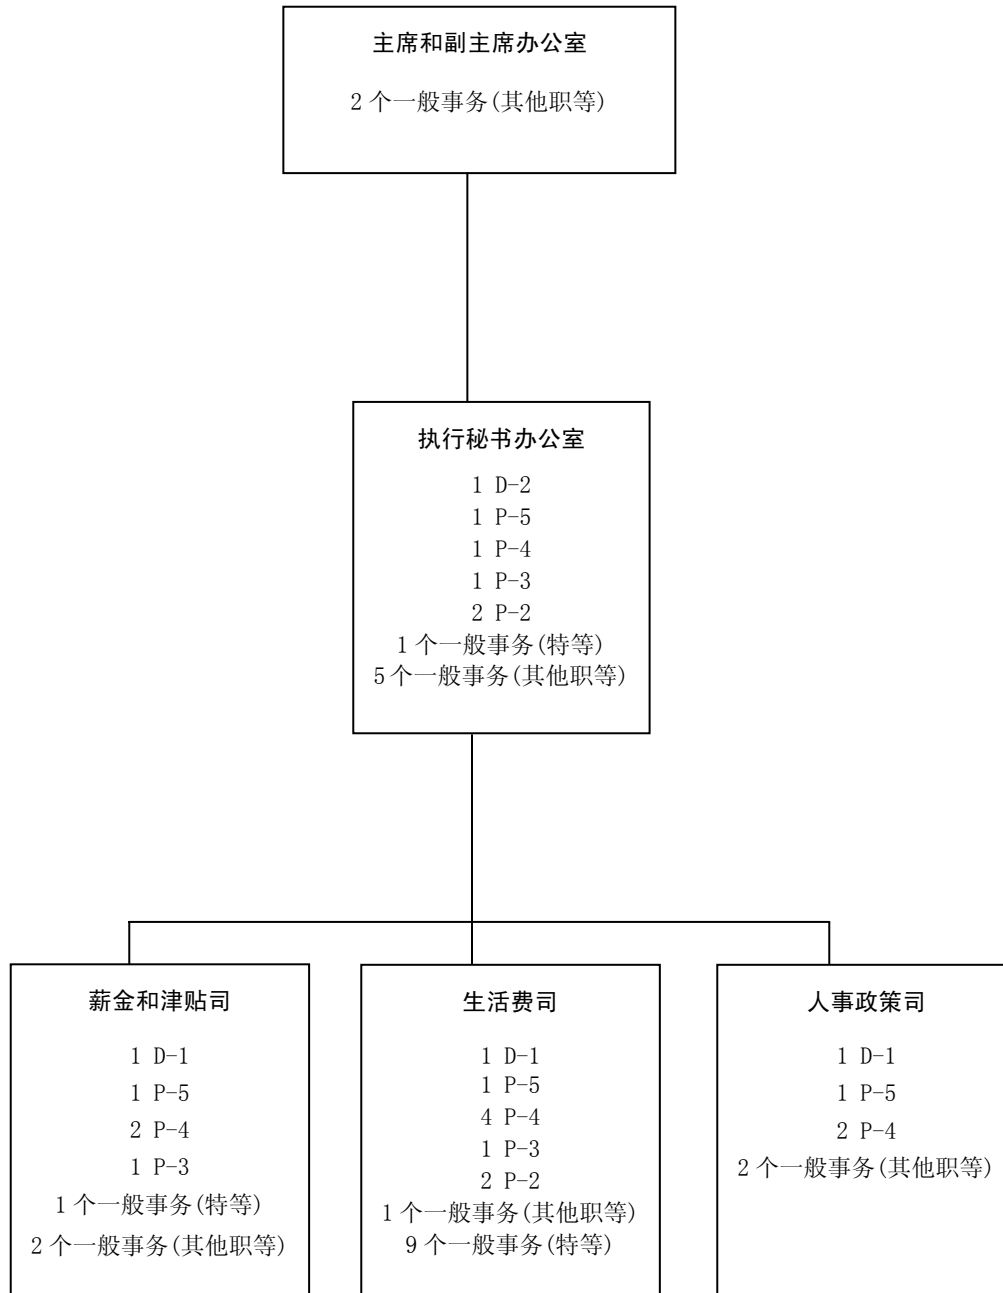 主席和副主席办公室
2 个一般事务(其他职等)
执行秘书办公室
1 D-2
1 P-5
1 P-4
1 P-3
2 P-2
1 个一般事务(特等)
5 个一般事务(其他职等)
薪金和津贴司
1 D-1
1 P-5
2 P-4
1 P-3
1 个一般事务(特等)
2 个一般事务(其他职等)
生活费司
1 D-1
1 P-5
4 P-4
1 P-3
2 P-2
1 个一般事务(其他职等)
9 个一般事务(特等)
人事政策司
1 D-1
1 P-5
2 P-4
2 个一般事务(其他职等)